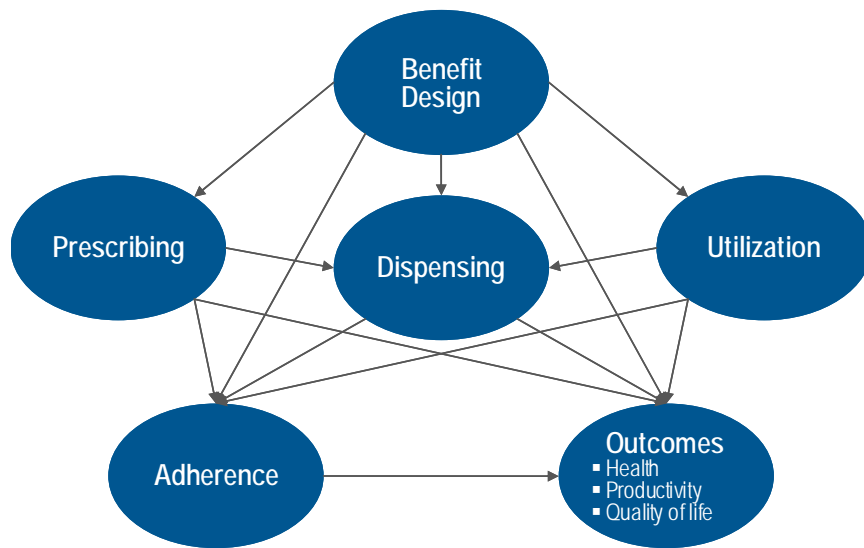 Benefit
Design
Prescribing
Dispensing
Utilization
Adherence
Outcomes
▪ Health
▪ Productivity
▪ Quality of life